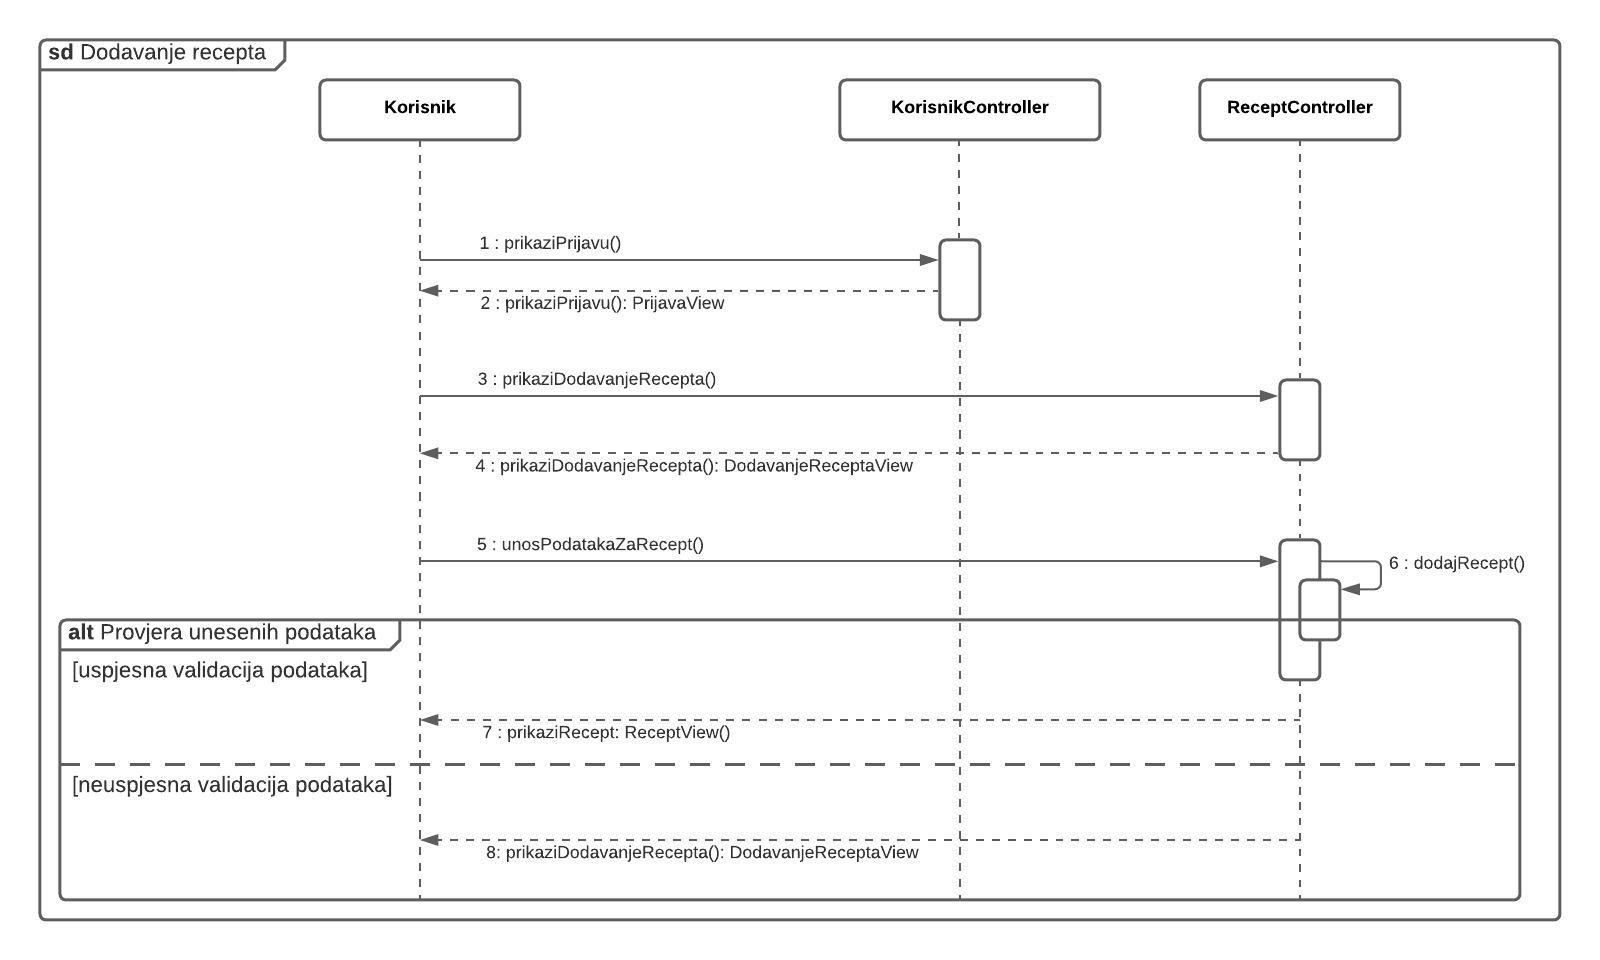 sd Dodavanje recepta
Korisnik
KorisnikController
ReceptController
1 : prikaziPrijavu()
2 : prikaziPrijavu(): PrijavaView
3 : prikaziDodavanjeRecepta()
4 : prikaziDodavanjeRecepta(): DodavanjeReceptaView
5 : unosPodatakaZaRecept()
6 : dodajRecept()
alt Provjera unesenih podataka
[uspjesna validacija podataka]
7 : prikaziRecept: ReceptView()
[neuspjesna validacija podataka]
8: prikaziDodavanjeRecepta(): DodavanjeReceptaView